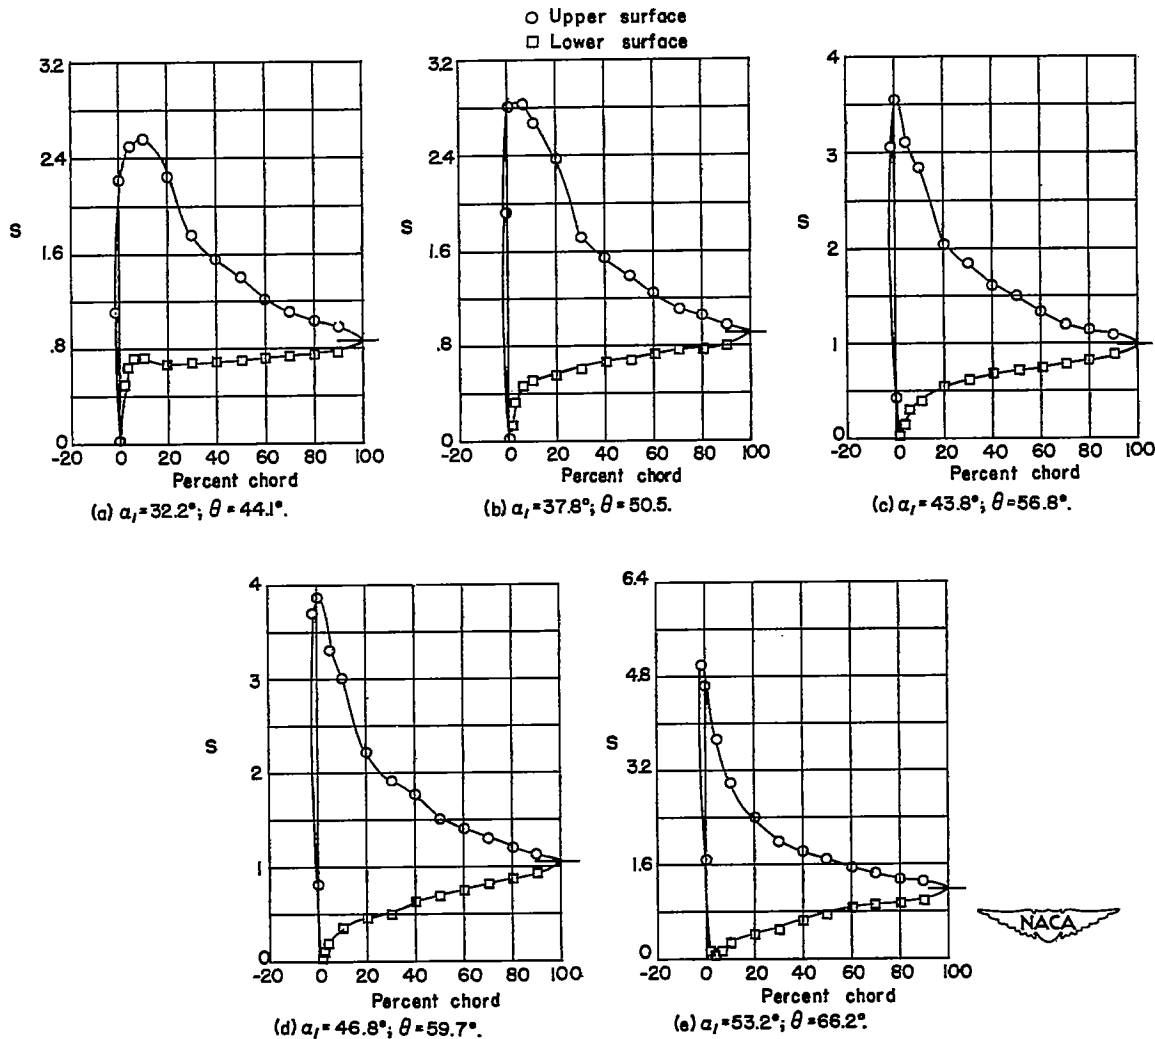 ○ Upper surface
□ Lower surface
3.2
2.4
1.6
.8
0
S
-20 0 20 40 60 80 100
Percent chord
(a) α₁=32.2°; θ=44.1°.
3.2
2.4
1.6
.8
0
S
-20 0 20 40 60 80 100
Percent chord
(b) α₁=37.8°; θ=50.5.
4
3
2
1
0
S
-20 0 20 40 60 80 100
Percent chord
(c) α₁=43.8°; θ=56.8°.
4
3
2
1
0
S
-20 0 20 40 60 80 100
Percent chord
(d) α₁=46.8°; θ=59.7°.
6.4
4.8
3.2
1.6
0
S
-20 0 20 40 60 80 100
Percent chord
(e) α₁=53.2°; θ=66.2°.
NACA